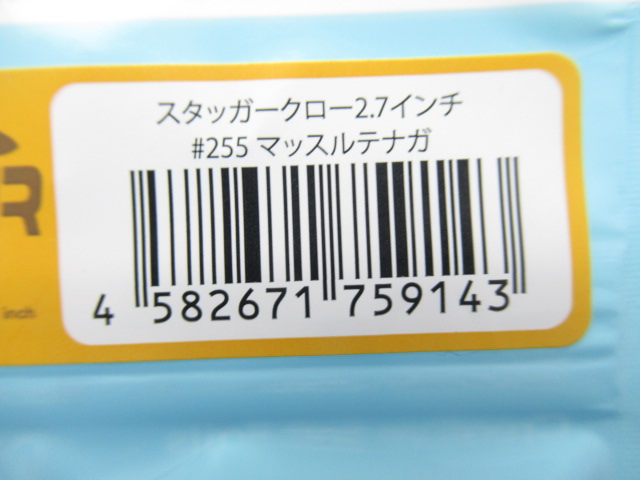 スタッガークロー2.7インチ
#255 マッスルテナガ
R
inch
4 582671 759143